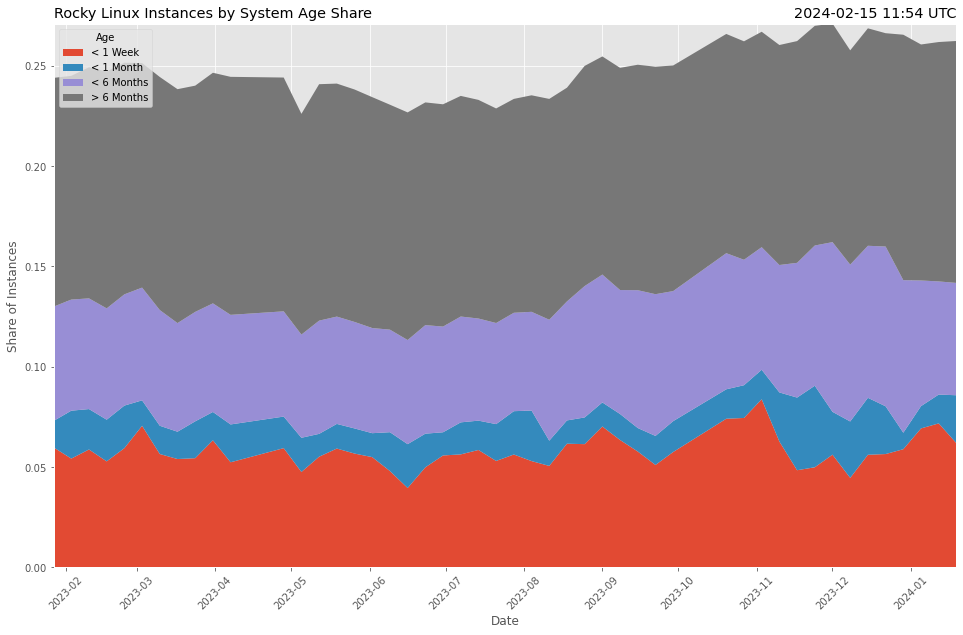 Rocky Linux Instances by System Age Share
2024-02-15 11:54 UTC
Age
< 1 Week
< 1 Month
< 6 Months
> 6 Months
0.25
0.20
0.15
0.10
0.05
0.00
Share of Instances
2023-02
2023-03
2023-04
2023-05
2023-06
2023-07
2023-08
2023-09
2023-10
2023-11
2023-12
2024-01
Date